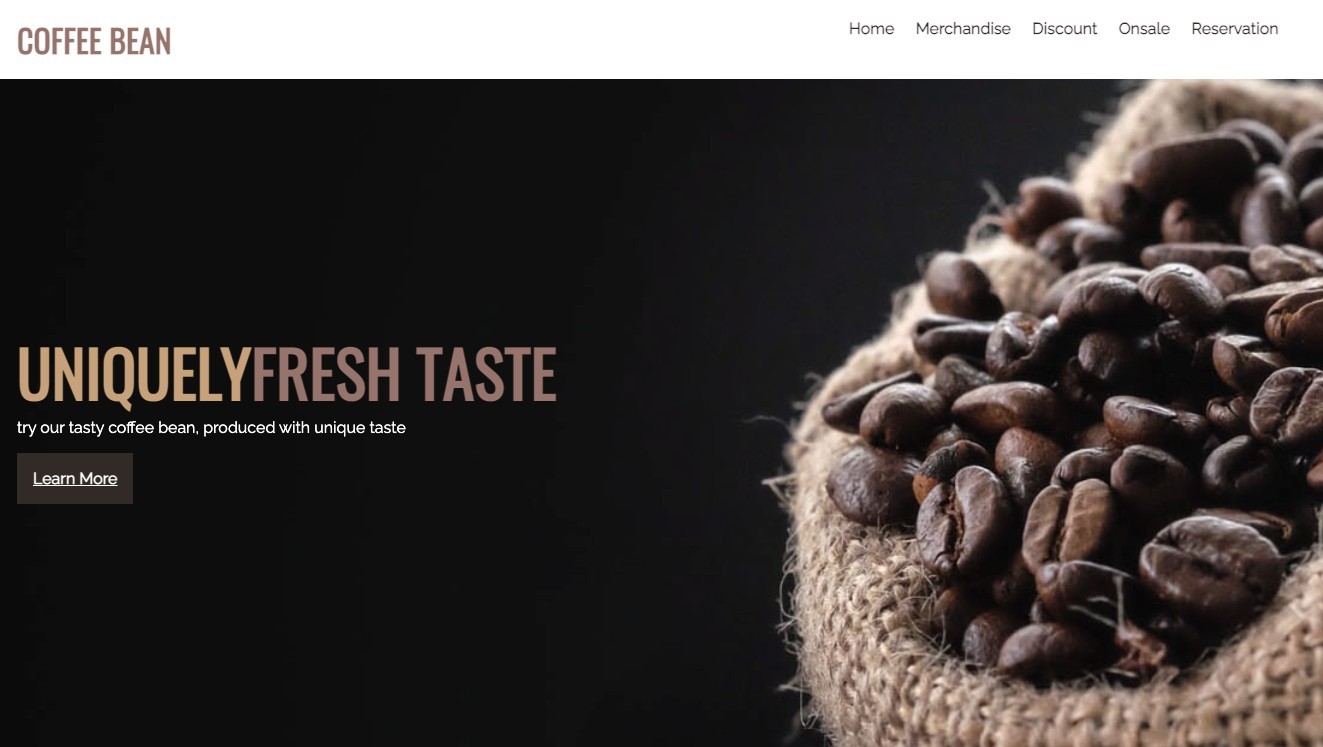 COFFEE BEAN
Home Merchandise Discount Onsale Reservation
UNIQUELYFRESH TASTE
try our tasty coffee bean, produced with unique taste
Learn More